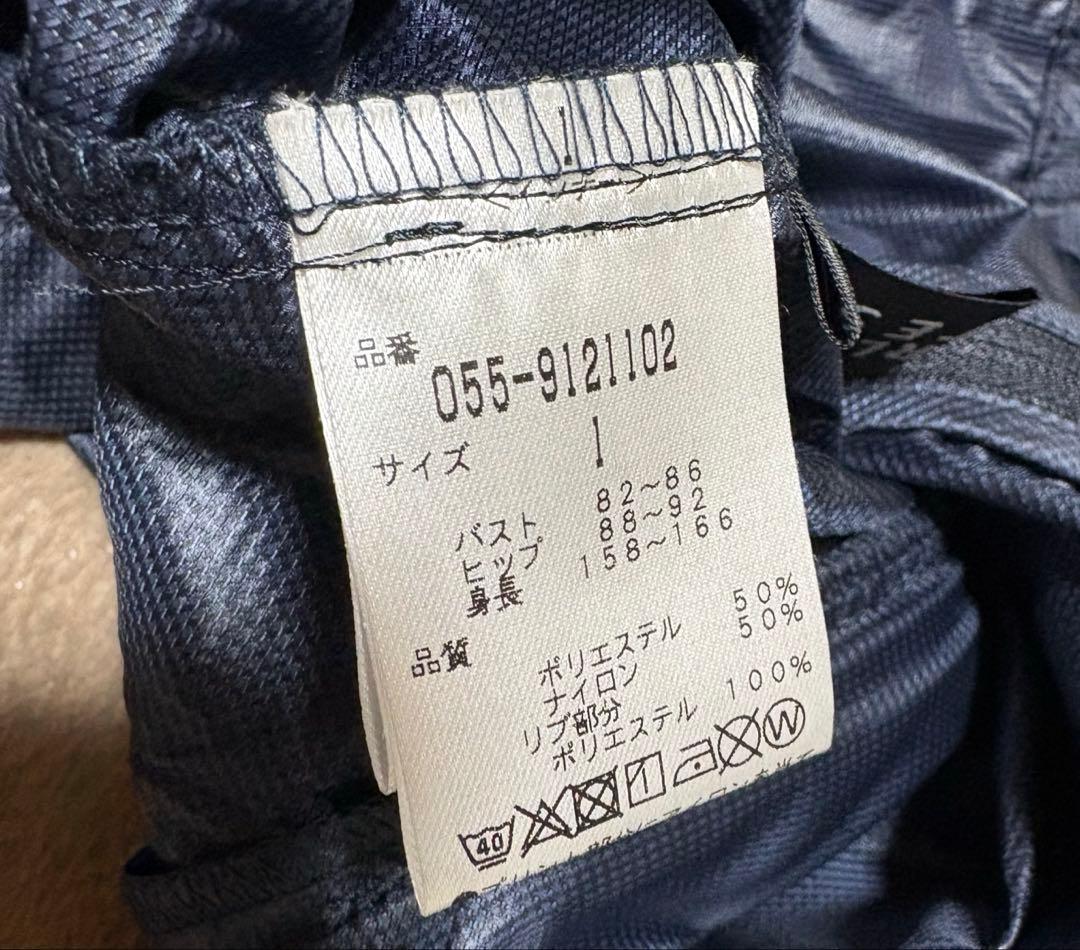 品番 055-9121102
サイズ 1
バスト 82~86
ヒップ 88~92
身長 158~166
品質
ポリエステル 50%
ナイロン 50%
リブ部分
ポリエステル 100%
40 W